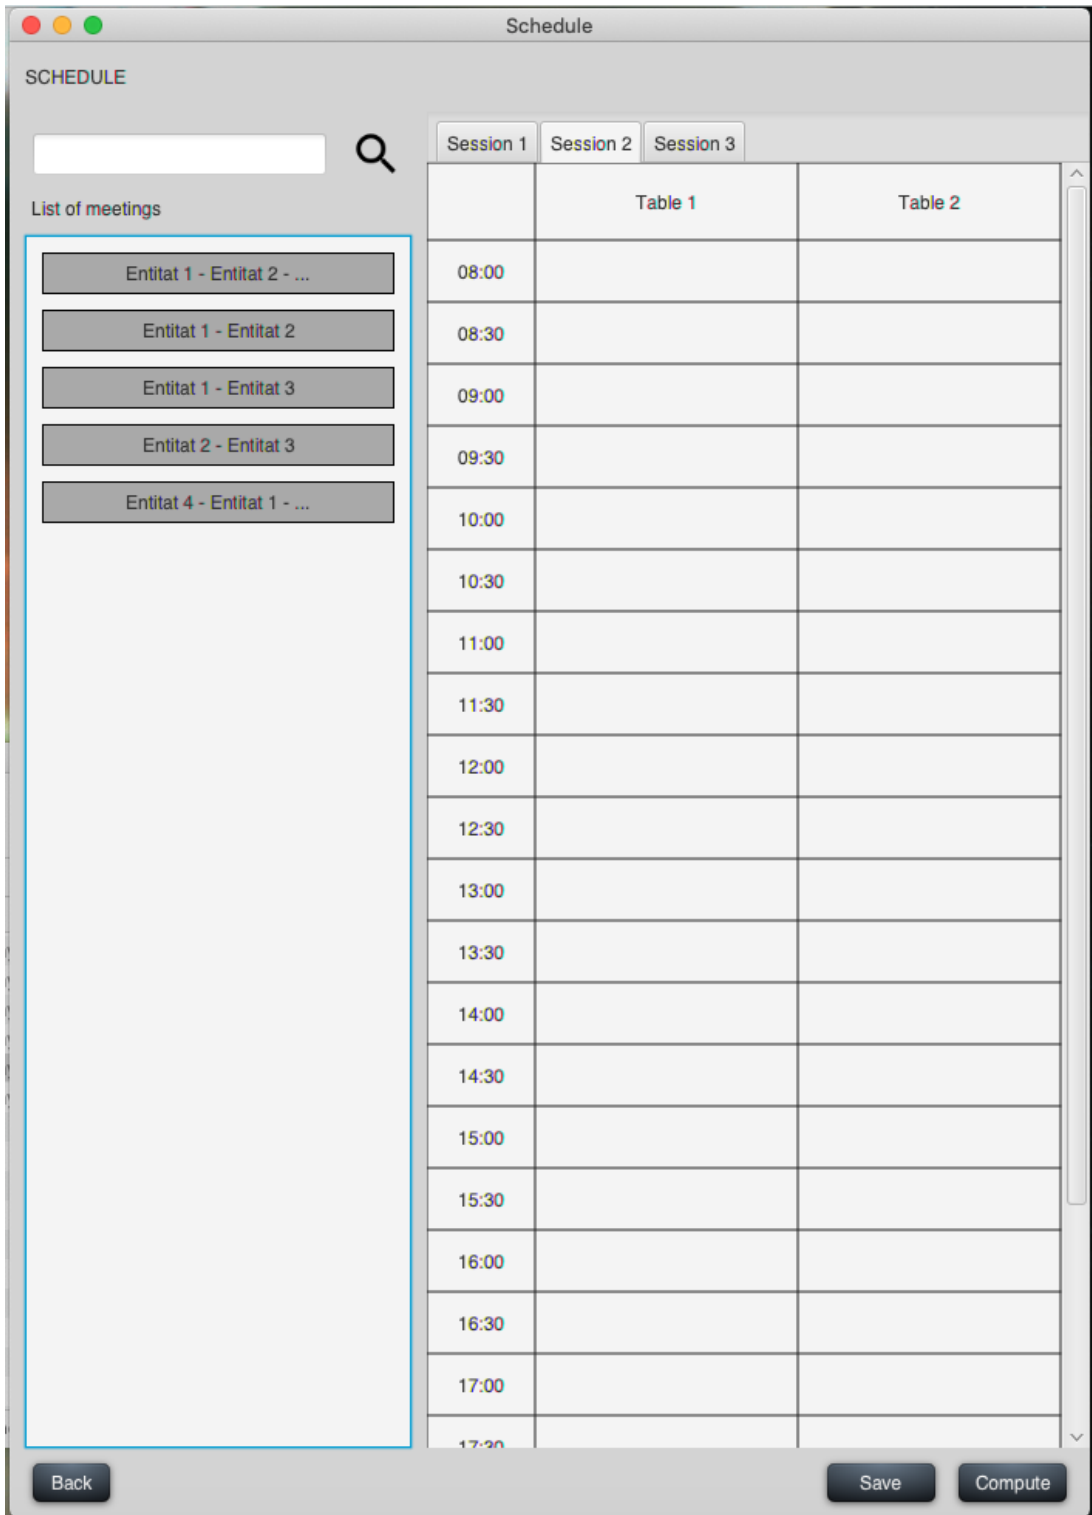 Schedule
SCHEDULE
List of meetings
Entitat 1 - Entitat 2 - ...
Entitat 1 - Entitat 2
Entitat 1 - Entitat 3
Entitat 2 - Entitat 3
Entitat 4 - Entitat 1 - ...
Session 1 Session 2 Session 3
Table 1 Table 2
08:00
08:30
09:00
09:30
10:00
10:30
11:00
11:30
12:00
12:30
13:00
13:30
14:00
14:30
15:00
15:30
16:00
16:30
17:00
17:30
Back Save Compute